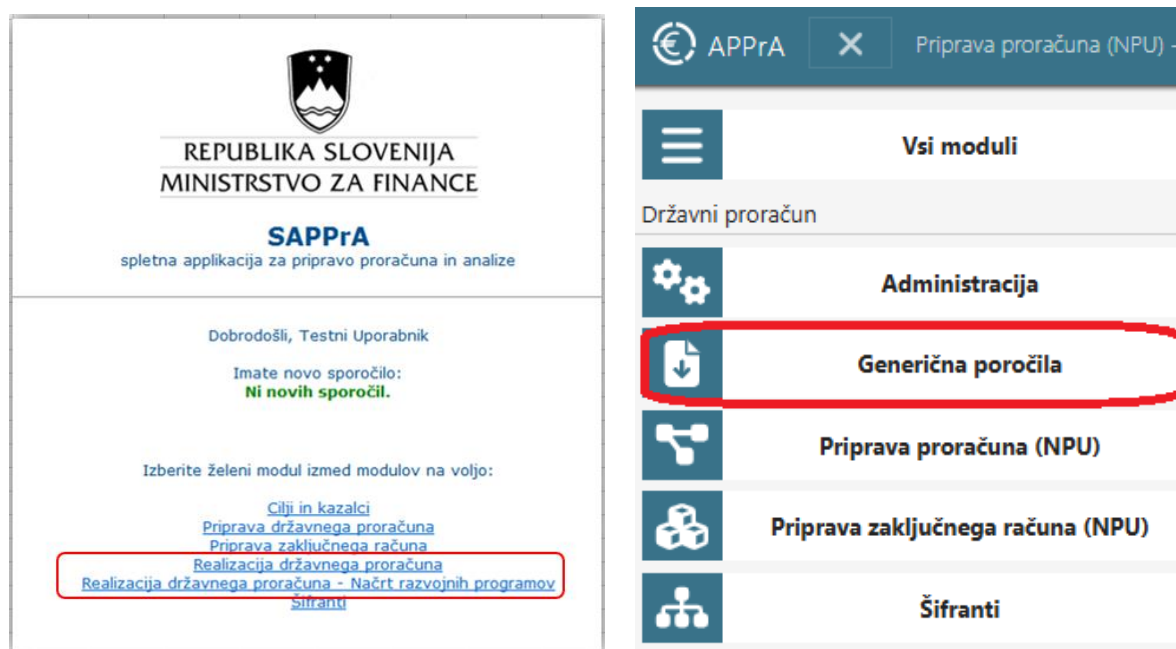 REPUBLIKA SLOVENIJA
MINISTRSTVO ZA FINANCE
SAPPrA
spletna applikacija za pripravo proračuna in analize
Dobrodošli, Testni Uporabnik
Imate novo sporočilo:
Ni novih sporočil.
Izberite želeni modul izmed modulov na voljo:
Cilji in kazalci
Priprava državnega proračuna
Priprava zaključnega računa
Realizacija državnega proračuna
Realizacija državnega proračuna - Načrt razvojnih programov
Šifranti
APPrA
Priprava proračuna (NPU) -
Vsi moduli
Državni proračun
Administracija
Generična poročila
Priprava proračuna (NPU)
Priprava zaključnega računa (NPU)
Šifranti